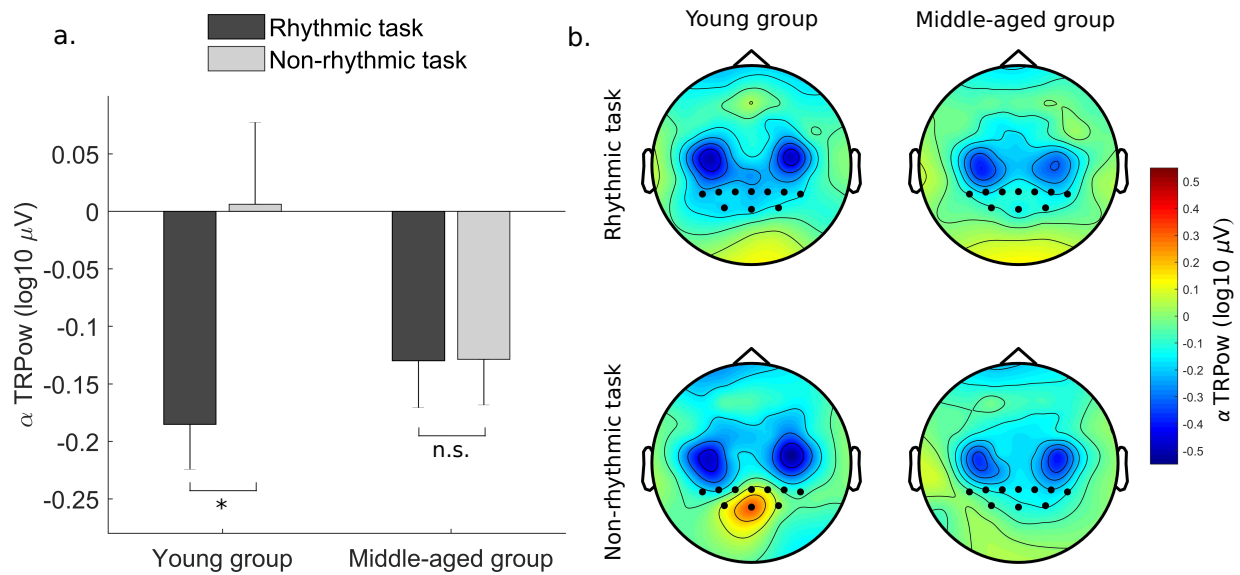 a.
Rhythmic task
Non-rhythmic task
α TRPow (log10 μV)
0.05
0
-0.05
-0.1
-0.15
-0.2
-0.25
*
n.s.
Young group
Middle-aged group
b.
Young group
Middle-aged group
Rhythmic task
Non-rhythmic task
0.5
0.4
0.3
0.2
0.1
0
-0.1
-0.2
-0.3
-0.4
-0.5
α TRPow (log10 μV)